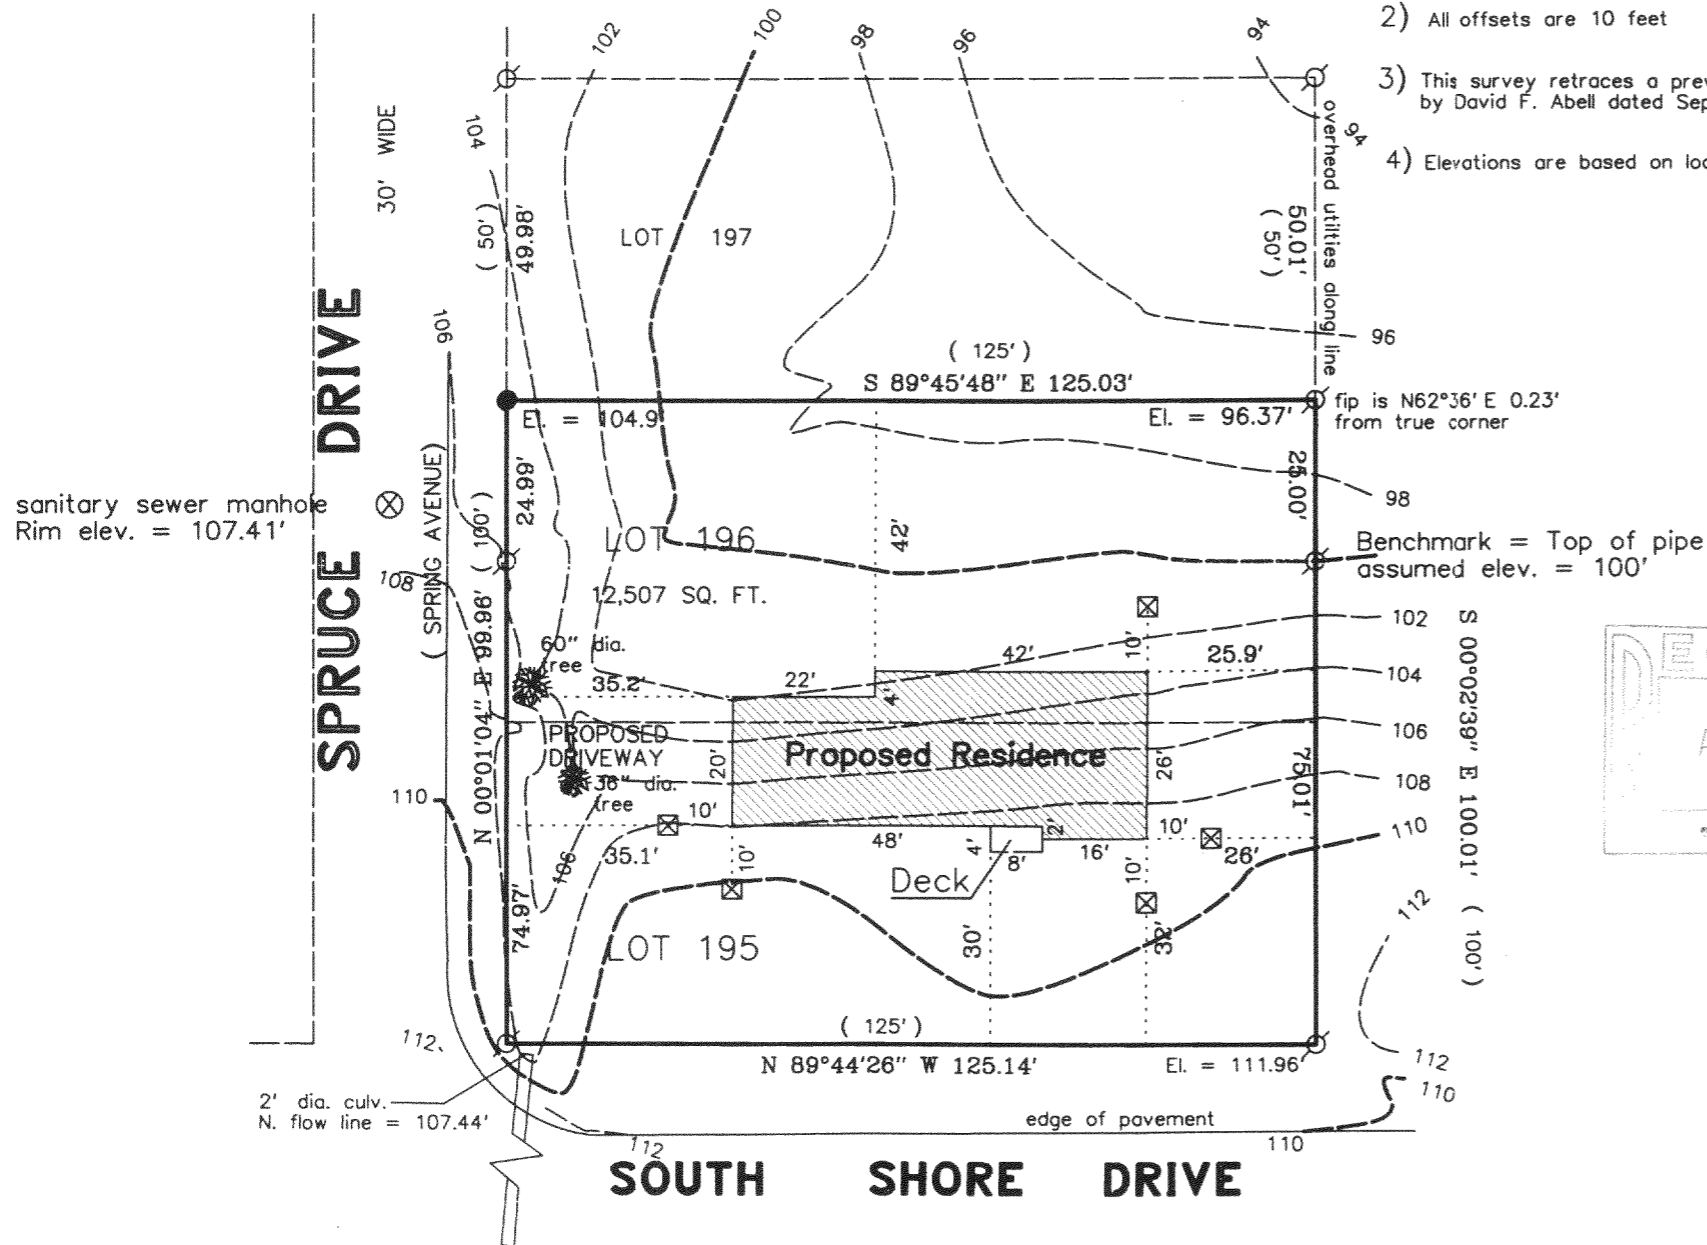 2) All offsets are 10 feet
3) This survey retraces a
by David F. Abell dated
4) Elevations are based on
102
100
98
96
94
94
104
30' WIDE
( 50' )
49.98'
LOT 197
50.01'
( 50' )
overhead utilties along line
106
96
( 125' )
S 89°45'48" E 125.03'
El. = 104.9
El. = 96.37'
fip is N62°36' E 0.23'
from true corner
SPRUCE DRIVE
( SPRING AVENUE)
sanitary sewer manhole
Rim elev. = 107.41'
( 100' )
24.99'
25.00'
98
LOT 196
42'
Benchmark = Top of pipe
assumed elev. = 100'
108
12,507 SQ. FT.
N 00°01'04" E 99.96'
60" dia.
tree
35.2'
22'
4'
42'
10'
25.9'
102
104
106
108
S 00°02'39" E 100.01' ( 100' )
PROPOSED
DRIVEWAY
20'
Proposed Residence
26'
75.01'
36" dia.
tree
110
10'
35.1'
106
10'
48'
4'
8'
2'
16'
10'
10'
26'
110
Deck
74.97'
LOT 195
30'
32'
112
( 125' )
N 89°44'26" W 125.14'
El. = 111.96'
112
112
110
2' dia. culv.
N. flow line = 107.44'
edge of pavement
110
112
SOUTH SHORE DRIVE